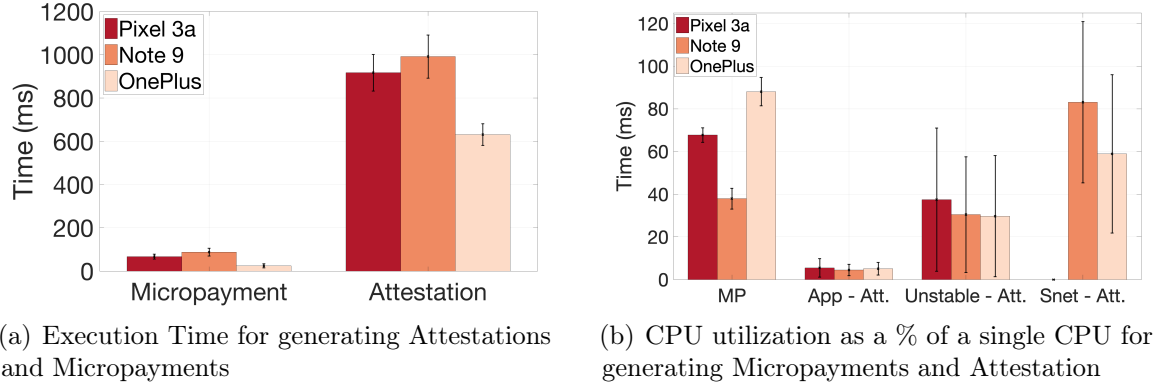 1200
1000
800
600
400
200
0
Time (ms)
Pixel 3a
Note 9
OnePlus
Micropayment
Attestation
120
100
80
60
40
20
0
Time (ms)
Pixel 3a
Note 9
OnePlus
MP
App - Att.
Unstable - Att.
Snet - Att.
a) Execution Time for generating Attestations
and Micropayments
(b) CPU utilization as a % of a single CPU for
generating Micropayments and Attestation